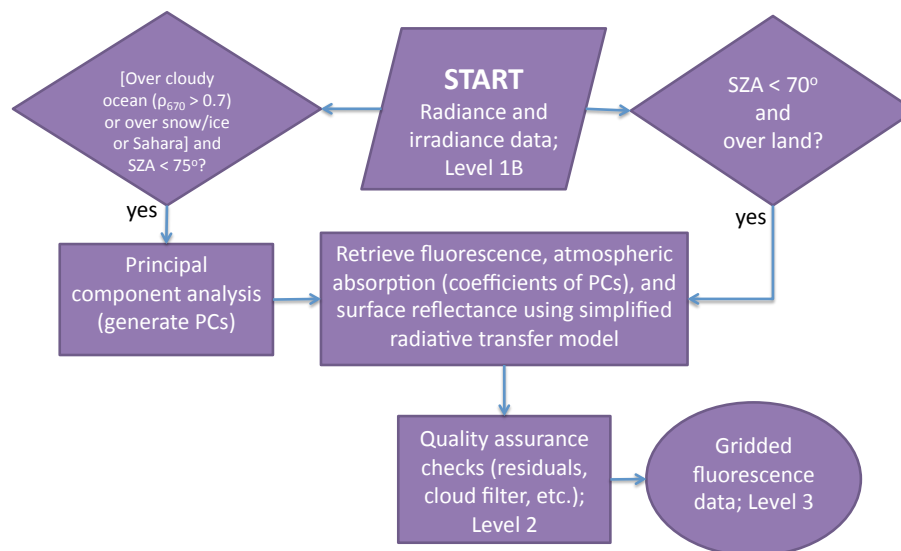 [Over cloudy
ocean (ρ₆₇₀ > 0.7)
or over snow/ice
or Sahara] and
SZA < 75º?
START
Radiance and
irradiance data;
Level 1B
SZA < 70º
and
over land?
yes
yes
Principal
component analysis
(generate PCs)
Retrieve fluorescence, atmospheric
absorption (coefficients of PCs), and
surface reflectance using simplified
radiative transfer model
Quality assurance
checks (residuals,
cloud filter, etc.);
Level 2
Gridded
fluorescence
data; Level 3